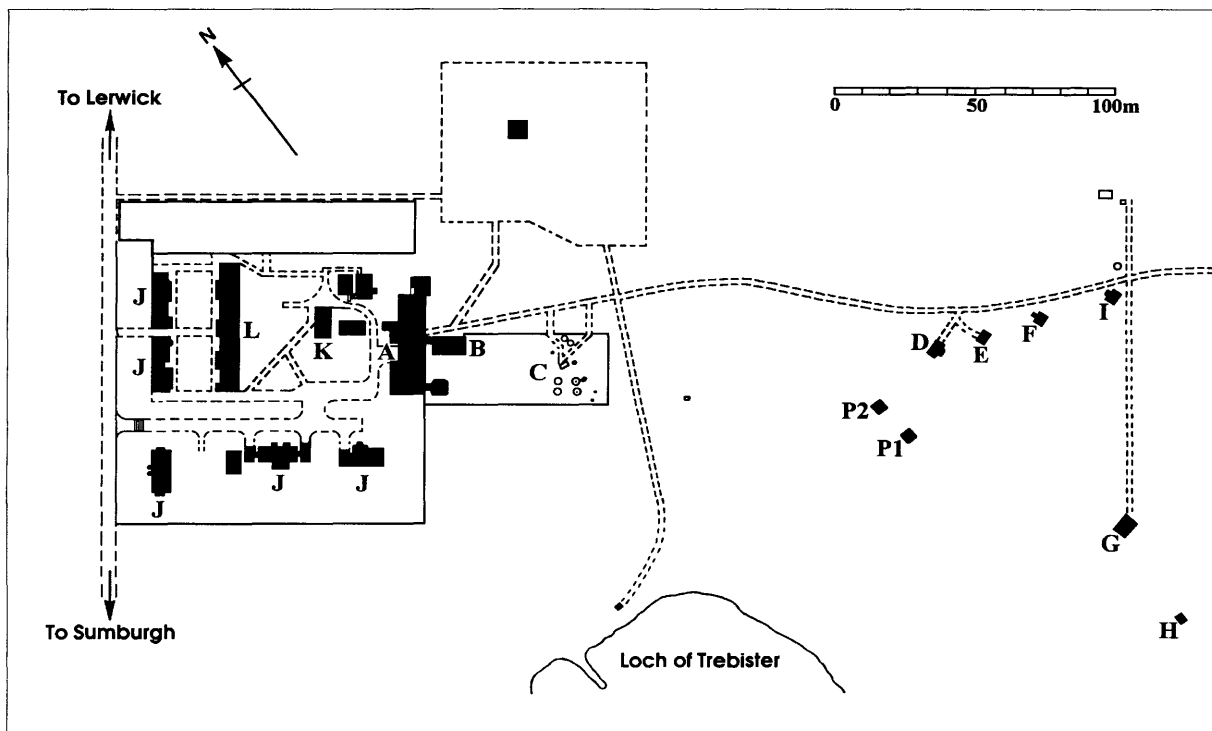 N
To Lerwick
0 50 100m
J
L
K
A
B
C
D
E
F
I
J
P2
P1
J
J
J
G
To Sumburgh
Loch of Trebister
H